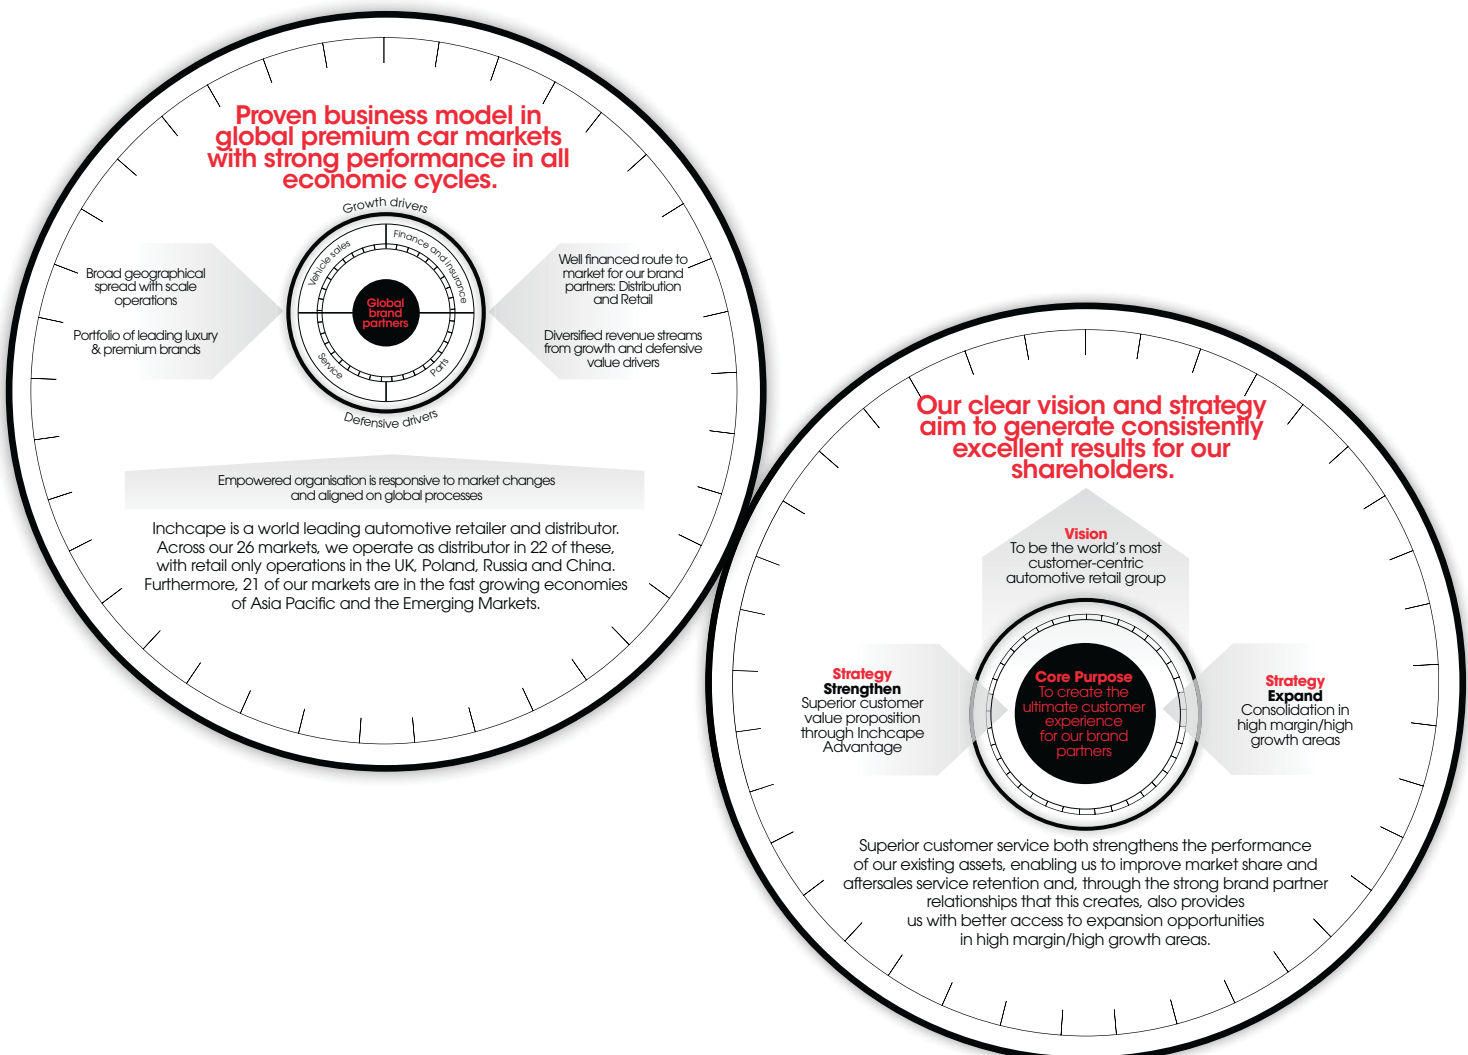 Proven business model in
global premium car markets
with strong performance in all
economic cycles.
Growth drivers
Vehicle sales
Finance and insurance
Global
brand
partners
Service
Parts
Defensive drivers
Broad geographical
spread with scale
operations
Portfolio of leading luxury
& premium brands
Well financed route to
market for our brand
partners: Distribution
and Retail
Diversified revenue streams
from growth and defensive
value drivers
Empowered organisation is responsive to market changes
and aligned on global processes
Inchcape is a world leading automotive retailer and distributor.
Across our 26 markets, we operate as distributor in 22 of these,
with retail only operations in the UK, Poland, Russia and China.
Furthermore, 21 of our markets are in the fast growing economies
of Asia Pacific and the Emerging Markets.
Our clear vision and strategy
aim to generate consistently
excellent results for our
shareholders.
Vision
To be the world's most
customer-centric
automotive retail group
Strategy
Strengthen
Superior customer
value proposition
through Inchcape
Advantage
Core Purpose
To create the
ultimate customer
experience
for our brand
partners
Strategy
Expand
Consolidation in
high margin/high
growth areas
Superior customer service both strengthens the performance
of our existing assets, enabling us to improve market share and
aftersales service retention and, through the strong brand partner
relationships that this creates, also provides
us with better access to expansion opportunities
in high margin/high growth areas.